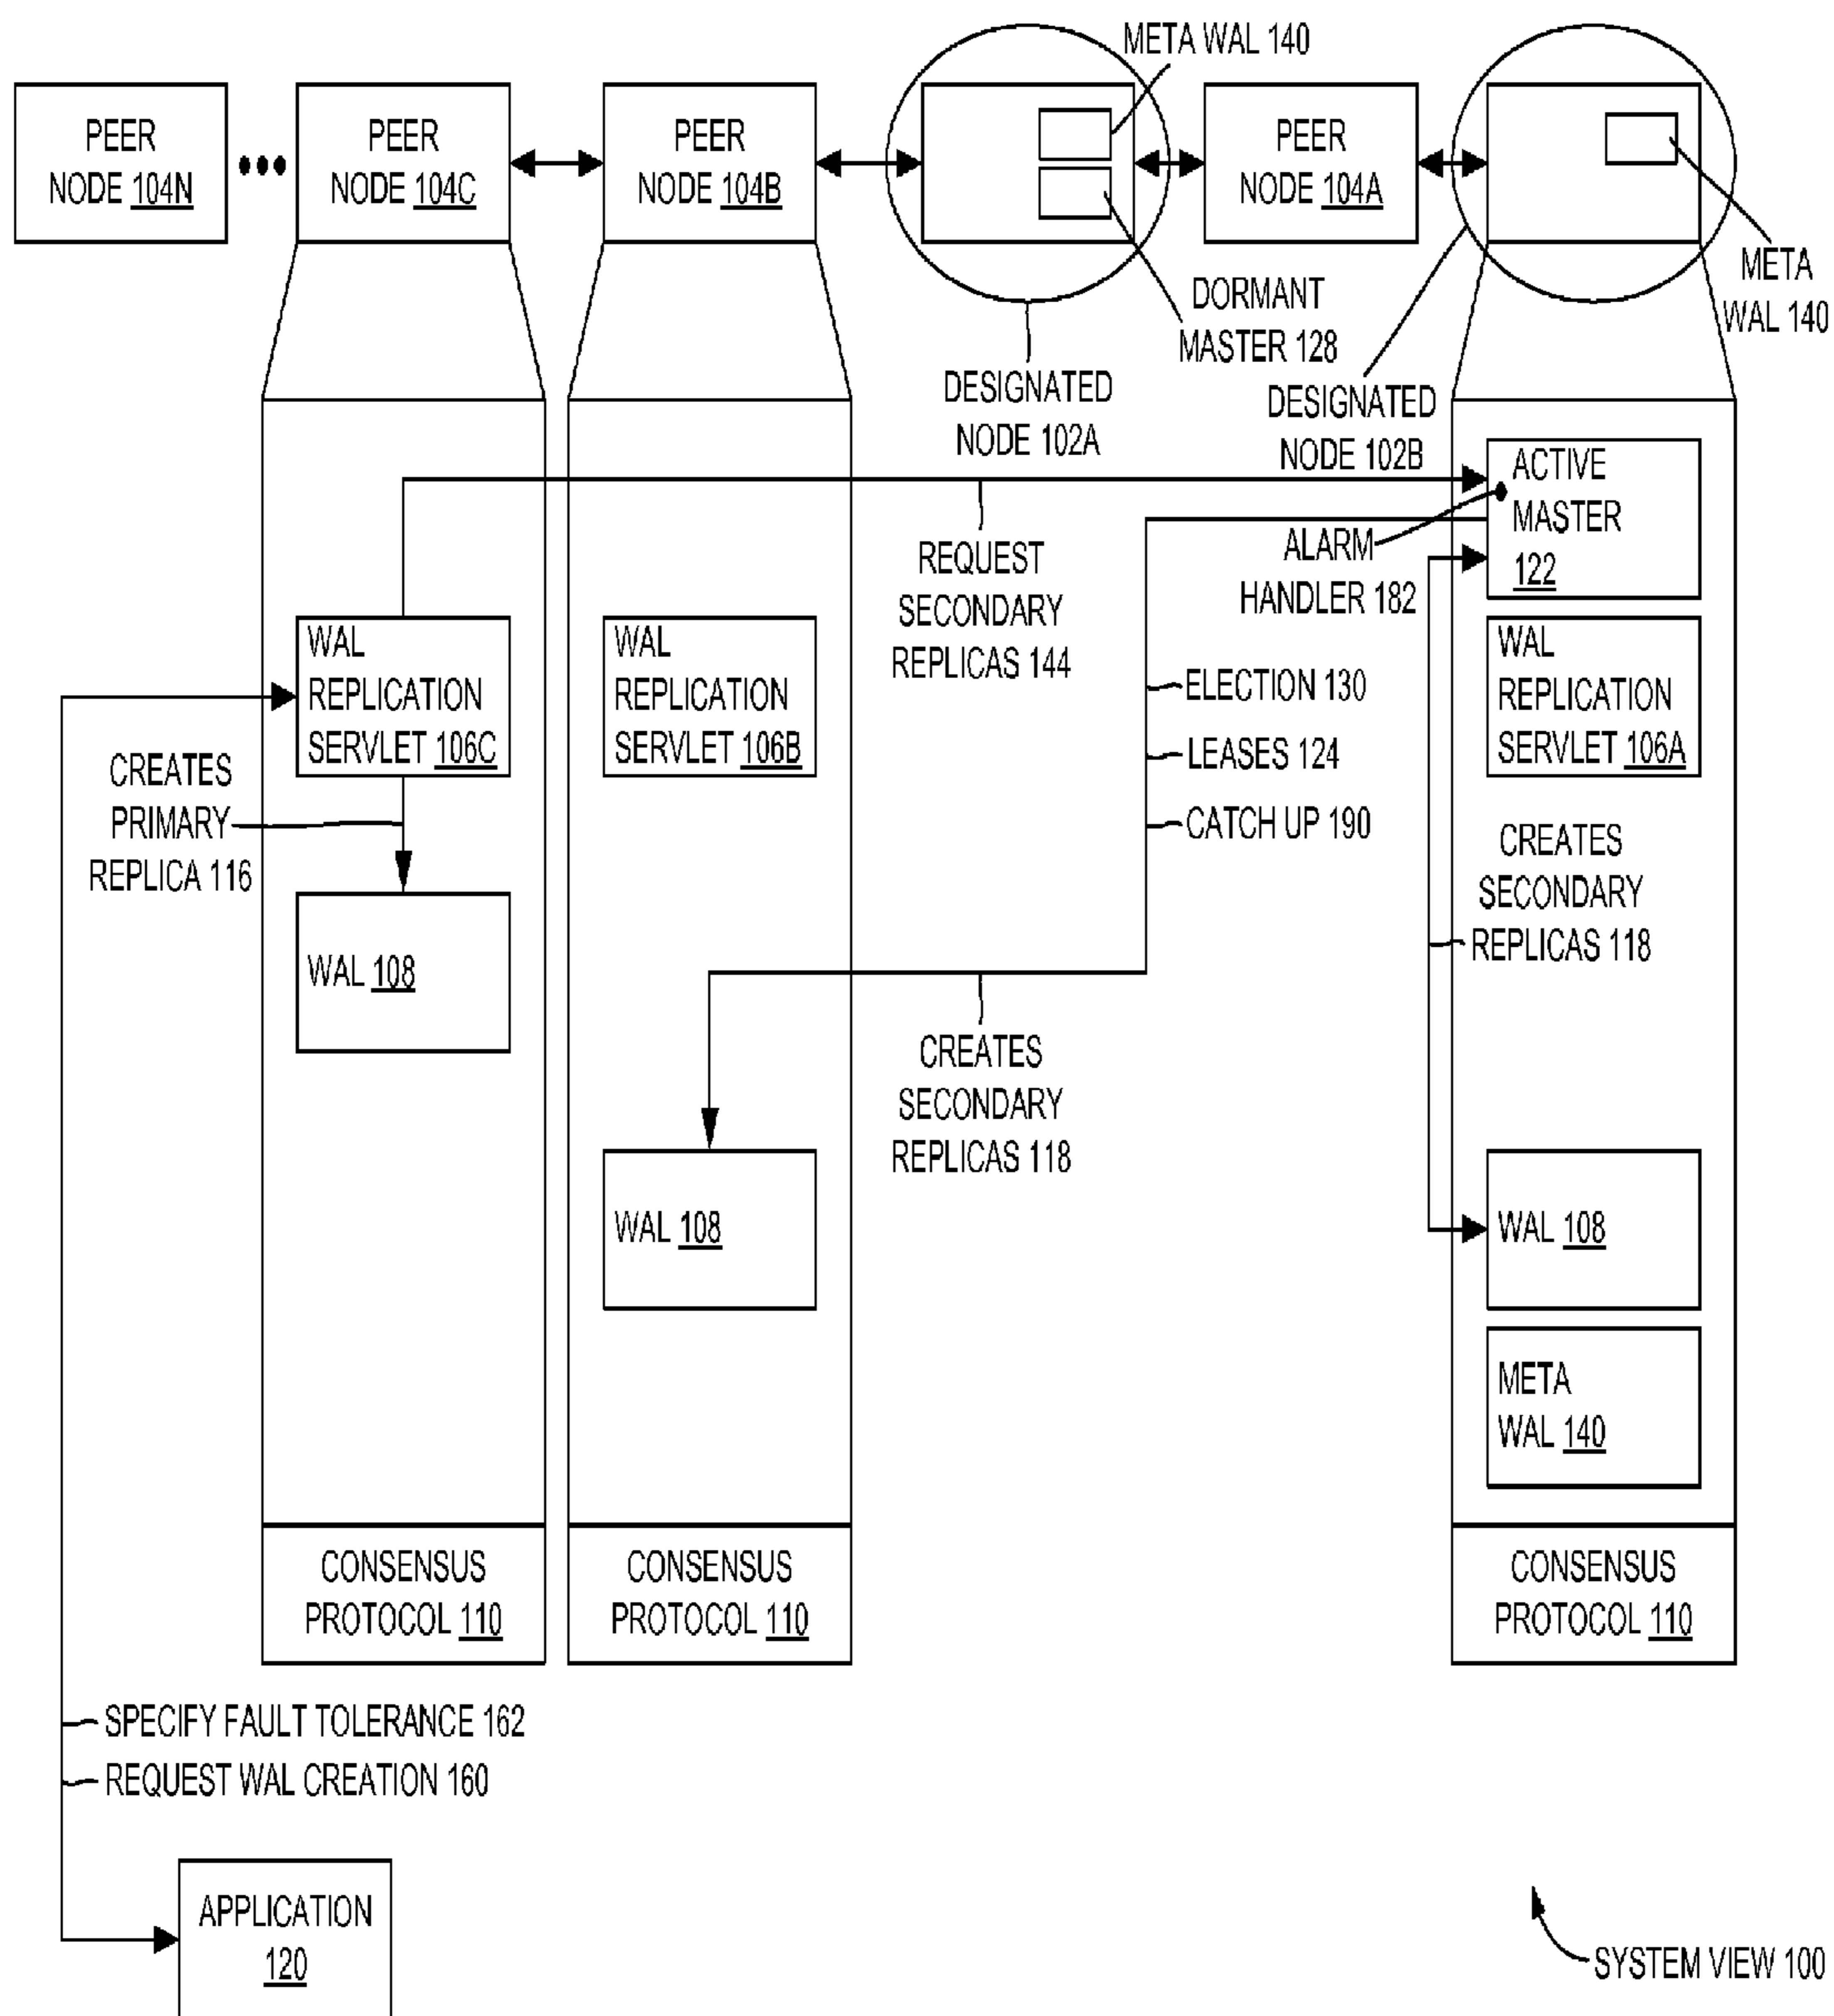 META WAL 140
PEER
NODE 104N
PEER
NODE 104C
PEER
NODE 104B
PEER
NODE 104A
META
WAL 140
DORMANT
MASTER 128
DESIGNATED
NODE 102A
DESIGNATED
NODE 102B
ACTIVE
MASTER
122
ALARM
HANDLER 182
REQUEST
SECONDARY
REPLICAS 144
WAL
REPLICATION
SERVLET 106C
WAL
REPLICATION
SERVLET 106B
WAL
REPLICATION
SERVLET 106A
ELECTION 130
LEASES 124
CATCH UP 190
CREATES
PRIMARY
REPLICA 116
CREATES
SECONDARY
REPLICAS 118
WAL 108
CREATES
SECONDARY
REPLICAS 118
WAL 108
WAL 108
META
WAL 140
CONSENSUS
PROTOCOL 110
CONSENSUS
PROTOCOL 110
CONSENSUS
PROTOCOL 110
SPECIFY FAULT TOLERANCE 162
REQUEST WAL CREATION 160
APPLICATION
120
SYSTEM VIEW 100